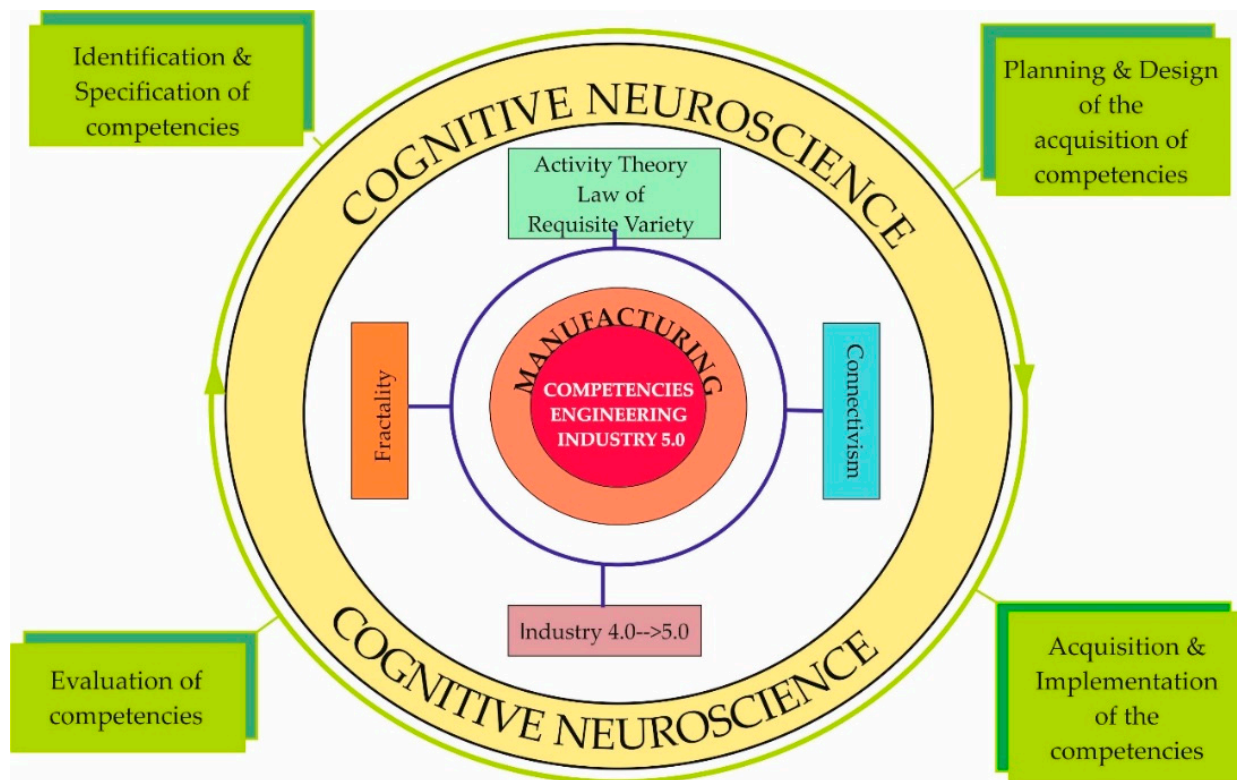 Identification &
Specification of
competencies
Planning & Design
of the
acquisition of
competencies
COGNITIVE NEUROSCIENCE
Activity Theory
Law of
Requisite Variety
Fractality
MANUFACTURING
COMPETENCIES
ENGINEERING
INDUSTRY 5.0
Connectivism
Industry 4.0-->5.0
COGNITIVE NEUROSCIENCE
Evaluation of
competencies
Acquisition &
Implementation
of the
competencies